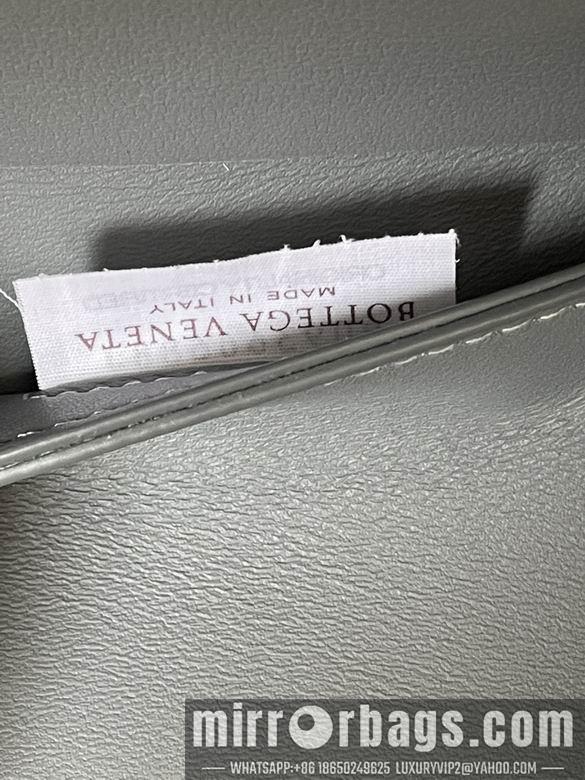 BOTTEGA VENETA
MADE IN ITALY
mirrorbags.com
WHATSAPP:+86 18650249625 LUXURYVIP2@YAHOO.COM